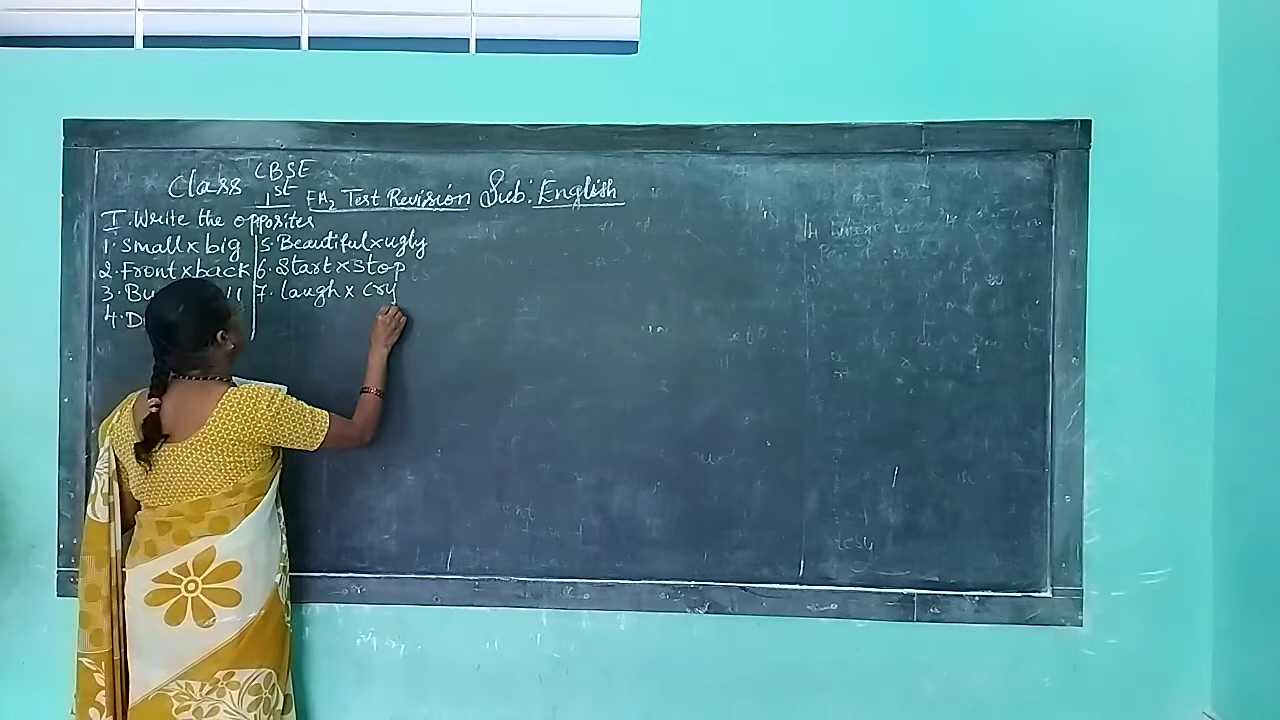 CBSE
Class 1st FA2 Test Revision Sub: English
I. Write the opposites
1. Small x big
2. Front x back
3. Bu
4. D
5. Beautiful x ugly
6. Start x stop
7. laugh x cry